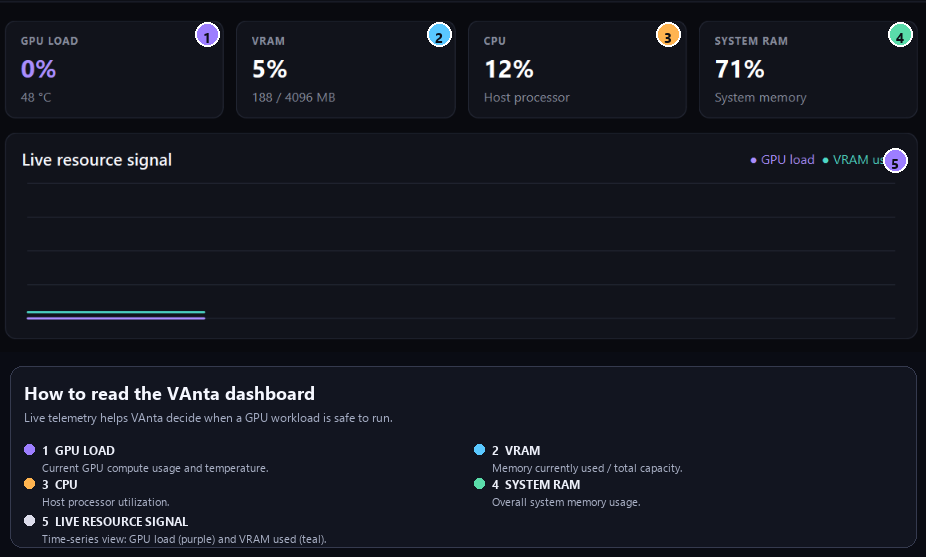 GPU LOAD 1
0%
48 °C
VRAM 2
5%
188 / 4096 MB
CPU 3
12%
Host processor
SYSTEM RAM 4
71%
System memory
Live resource signal
GPU load VRAM us 5
How to read the VAnta dashboard
Live telemetry helps VAnta decide when a GPU workload is safe to run.
1 GPU LOAD
Current GPU compute usage and temperature.
2 VRAM
Memory currently used / total capacity.
3 CPU
Host processor utilization.
4 SYSTEM RAM
Overall system memory usage.
5 LIVE RESOURCE SIGNAL
Time-series view: GPU load (purple) and VRAM used (teal).